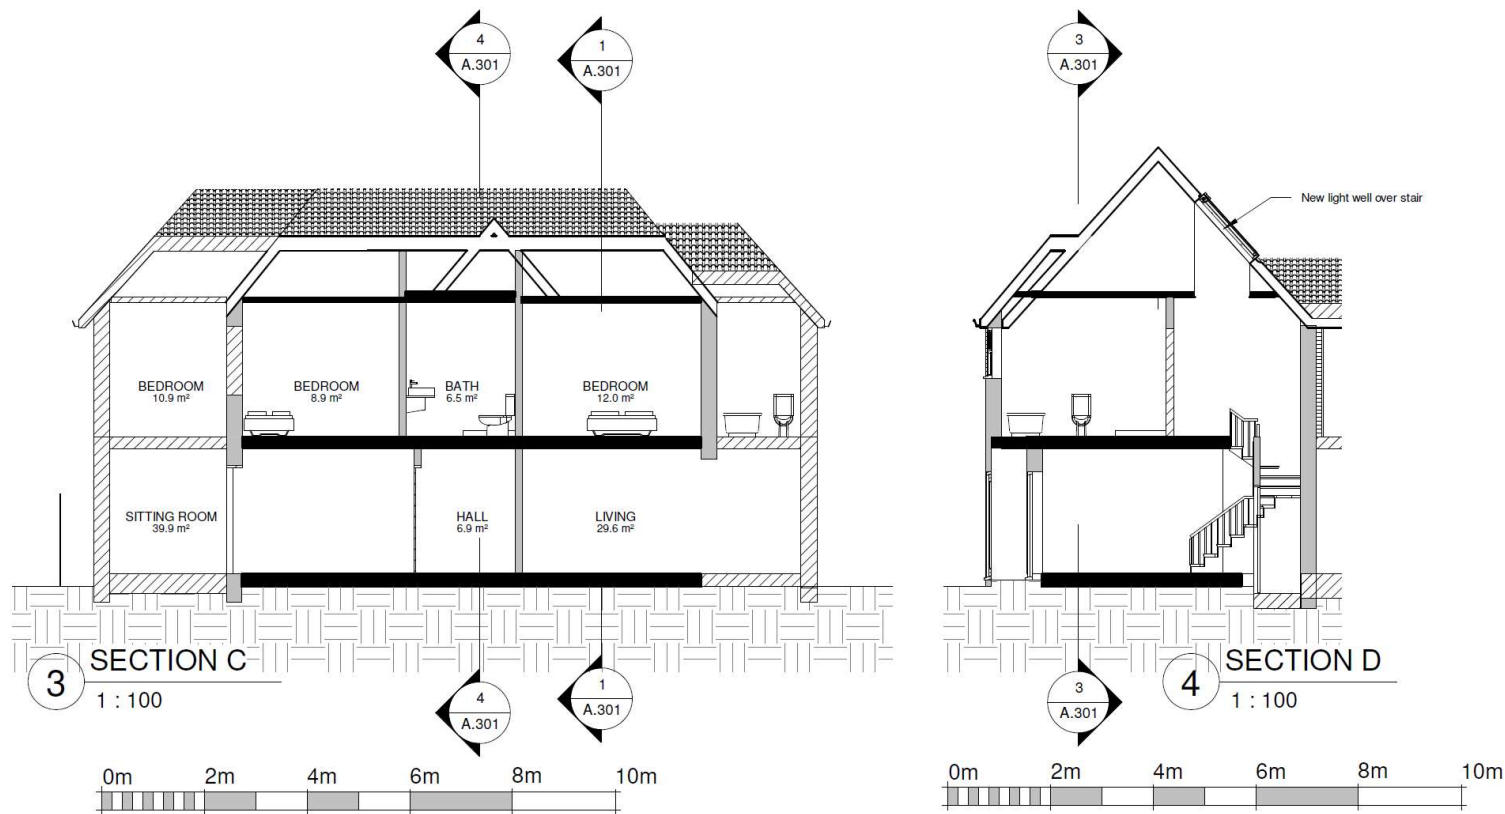 4
A.301
1
A.301
3
A.301
New light well over stair
BEDROOM
10.9 m²
BEDROOM
8.9 m²
BATH
6.5 m²
BEDROOM
12.0 m²
SITTING ROOM
39.9 m²
HALL
6.9 m²
LIVING
29.6 m²
3
SECTION C
1 : 100
4
A.301
1
A.301
3
A.301
4
SECTION D
1 : 100
0m 2m 4m 6m 8m 10m
0m 2m 4m 6m 8m 10m